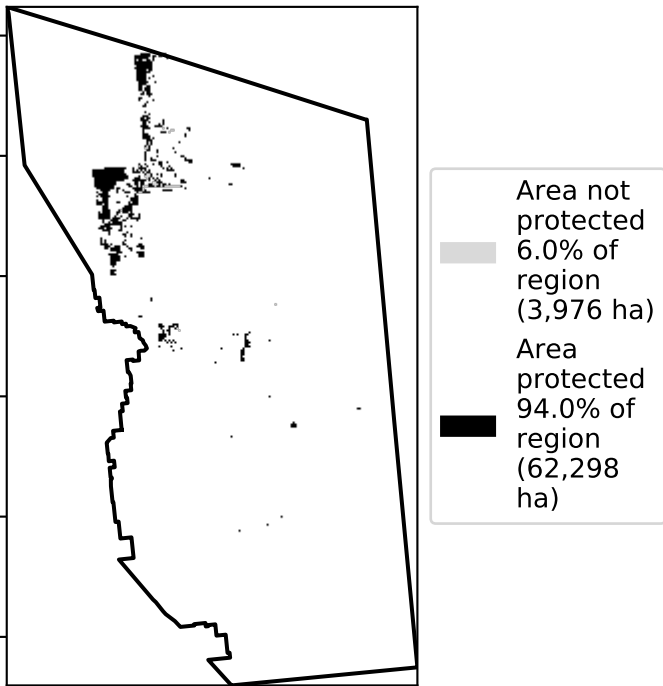 Area not
protected
6.0% of
region
(3,976 ha)
Area
protected
94.0% of
region
(62,298
ha)